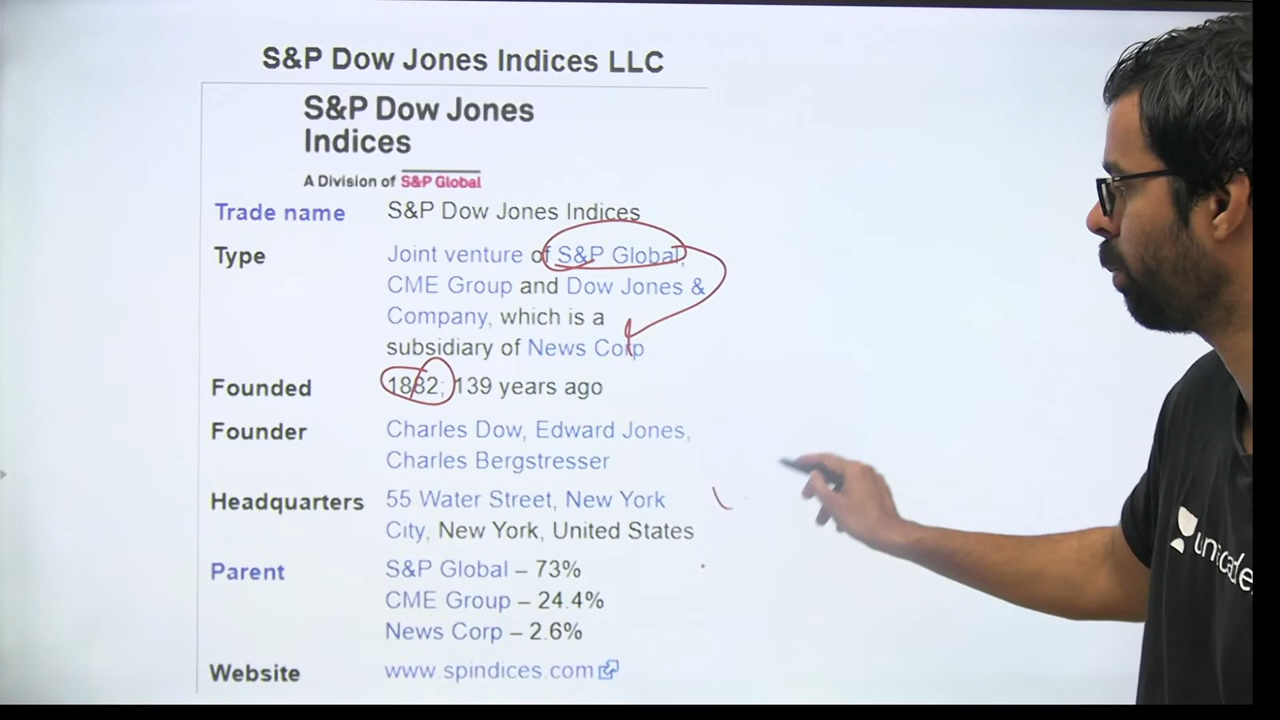 S&P Dow Jones Indices LLC
S&P Dow Jones
Indices
A Division of S&P Global
Trade name S&P Dow Jones Indices
Type Joint venture of S&P Global,
CME Group and Dow Jones &
Company, which is a
subsidiary of News Corp
Founded 1882; 139 years ago
Founder Charles Dow, Edward Jones,
Charles Bergstresser
Headquarters 55 Water Street, New York
City, New York, United States
Parent S&P Global – 73%
CME Group – 24.4%
News Corp – 2.6%
Website www.spindices.com